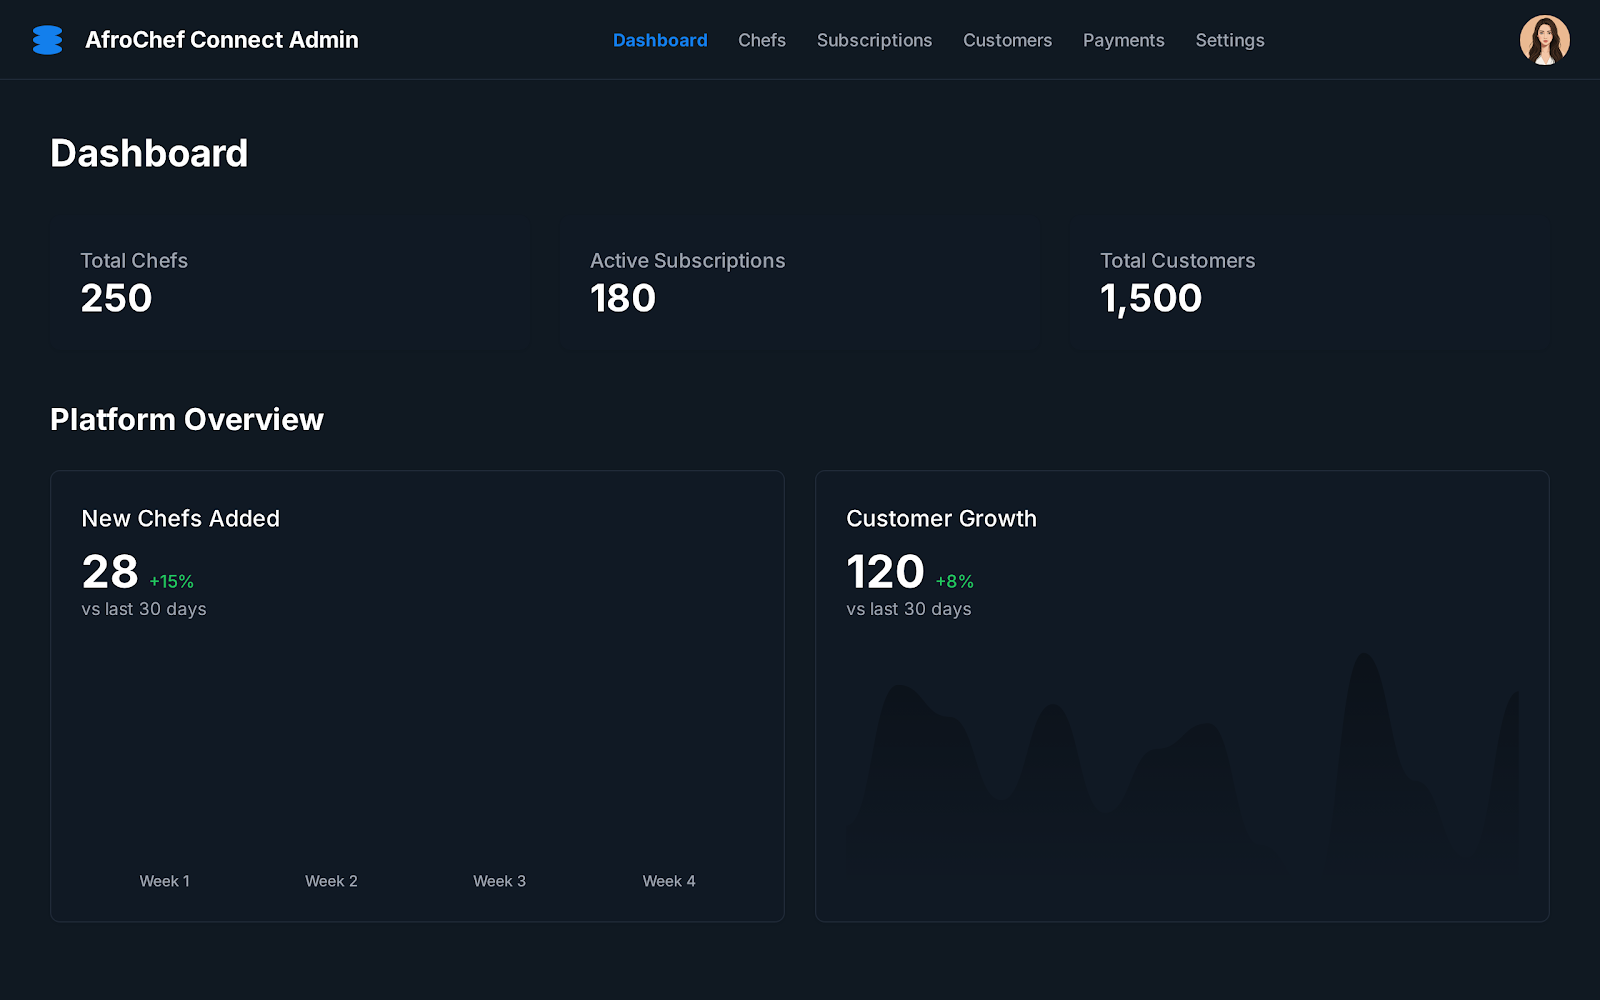 AfroChef Connect Admin
Dashboard
Chefs
Subscriptions
Customers
Payments
Settings
Dashboard
Total Chefs
250
Active Subscriptions
180
Total Customers
1,500
Platform Overview
New Chefs Added
28 +15%
vs last 30 days
Week 1
Week 2
Week 3
Week 4
Customer Growth
120 +8%
vs last 30 days